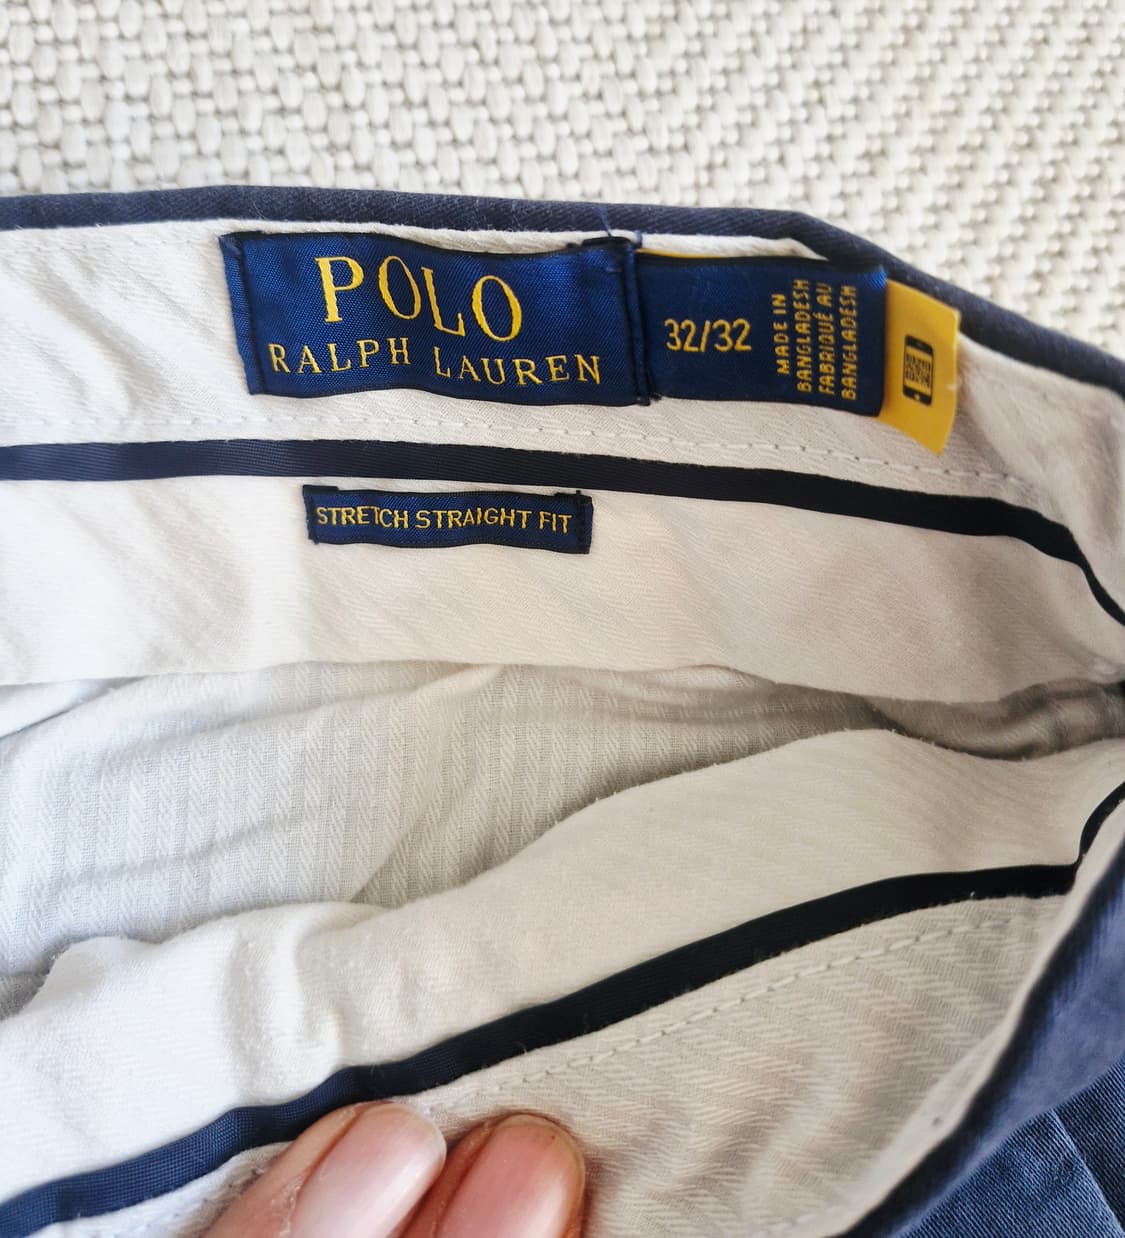 POLO
RALPH LAUREN
32/32
MADE IN
BANGLADESH
FABRIQUÉ AU
BANGLADESH
STRETCH STRAIGHT FIT